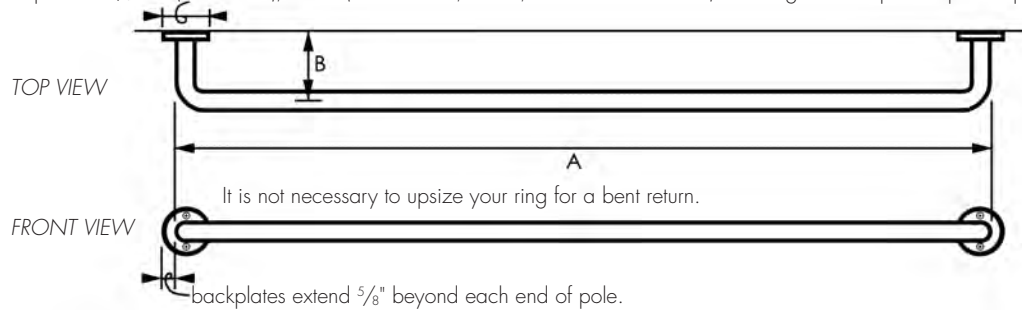 C
B
TOP VIEW
A
It is not necessary to upsize your ring for a bent return.
FRONT VIEW
backplates extend 5/8" beyond each end of pole.